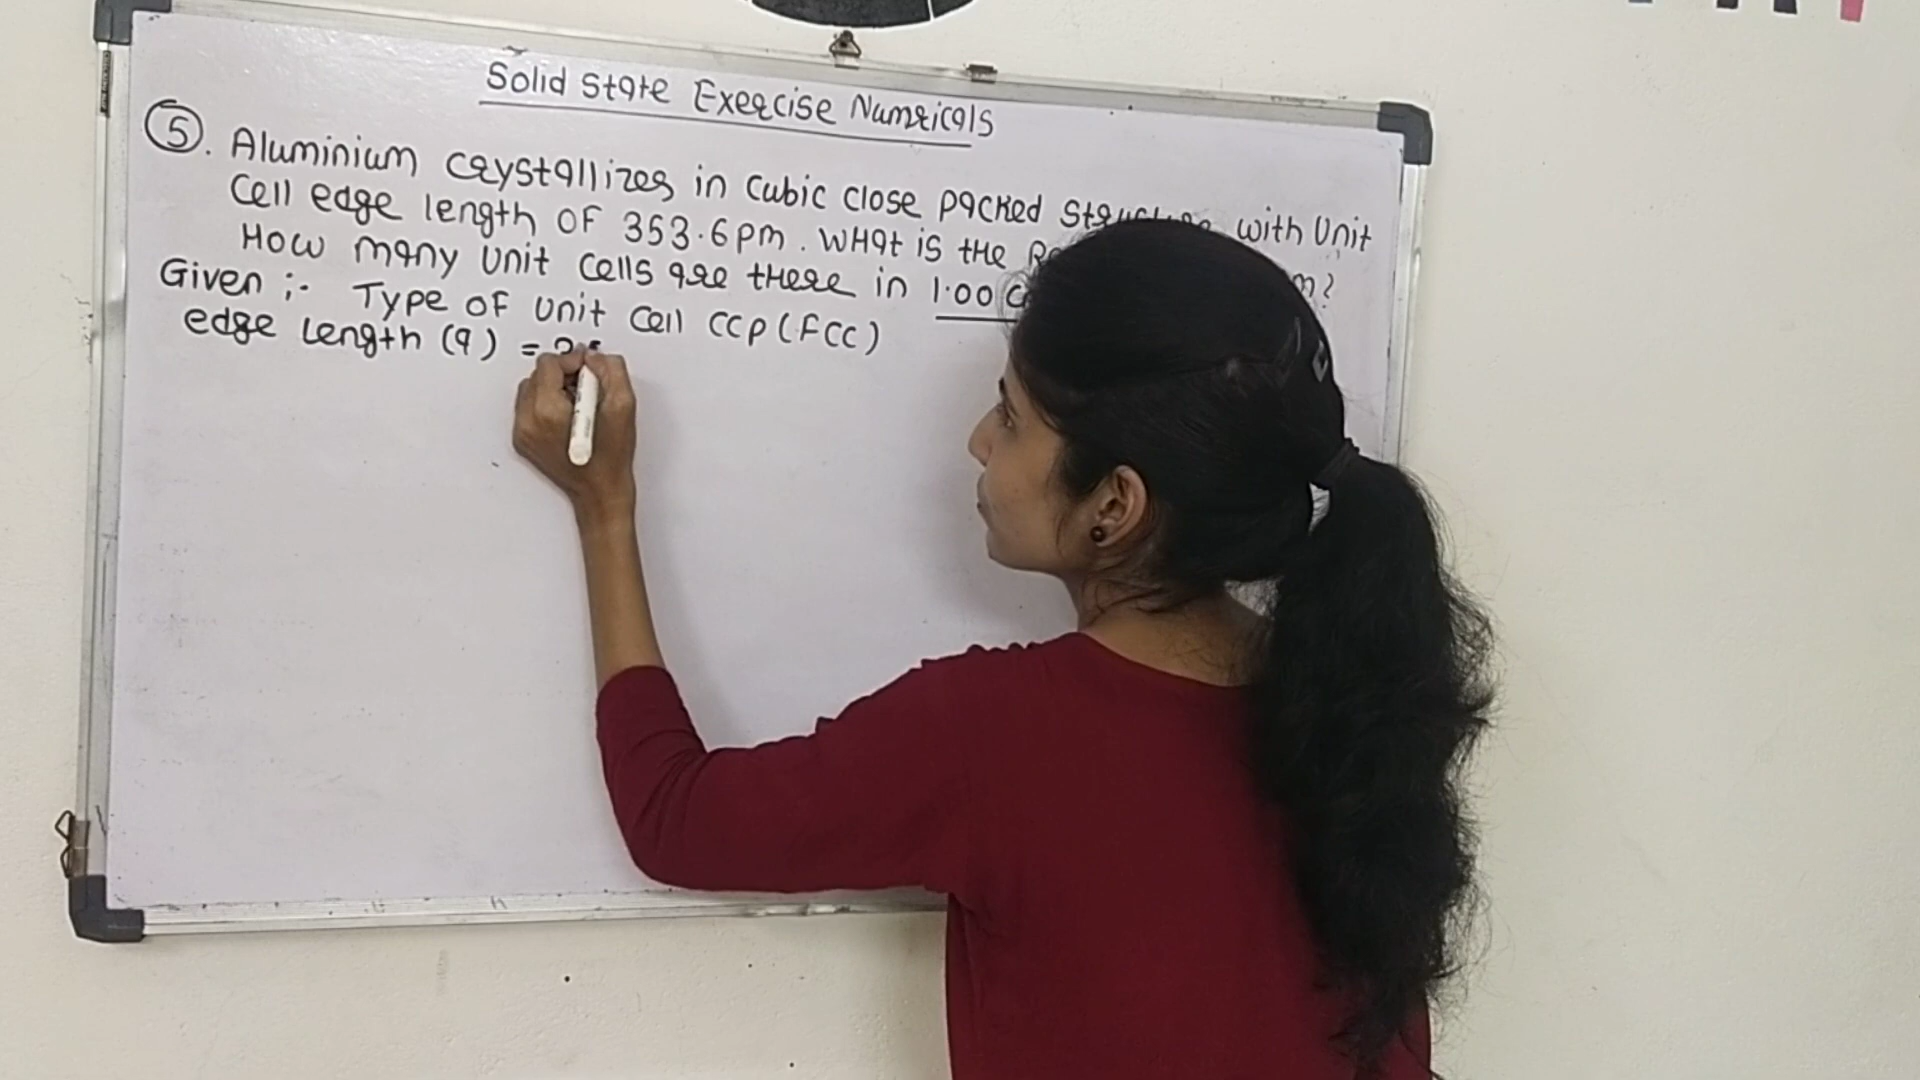 Solid State Exercise Numericals
5. Aluminium crystallizes in cubic close packed with Unit
Cell edge length of 353.6pm. What is the
How many Unit Cells are there in 1.00
Given :- Type of Unit Cell CCP (FCC)
edge Length (a) =